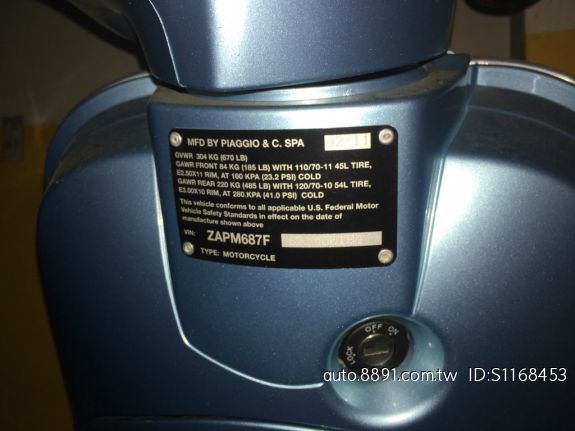 MFD BY PIAGGIO & C. SPA
GVWR 304 KG (670 LB)
GAWR FRONT 84 KG (185 LB) WITH 110/70-11 45L TIRE,
E2.50X11 RIM, AT 160 KPA (23.2 PSI) COLD
GAWR REAR 220 KG (485 LB) WITH 120/70-10 54L TIRE,
E3.00X10 RIM, AT 280.KPA (41.0 PSI) COLD
This vehicle conforms to all applicable U.S. Federal Motor
Vehicle Safety Standards in effect on the date of
manufacture shown above
VIN: ZAPM687F
TYPE: MOTORCYCLE
LOCK OFF ON
auto.8891.com.tw ID:S1168453